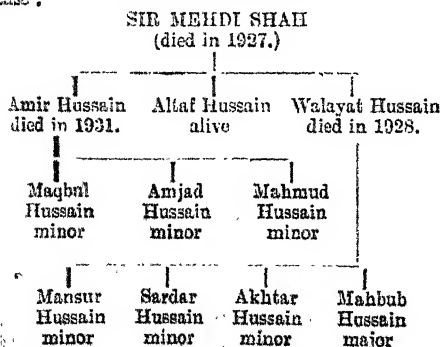 SIR MEHDI SHAH
(died in 1927.)
Amir Hussain Altaf Hussain Walayat Hussain
died in 1931. alive died in 1928.
Maqbul Amjad Mahmud
Hussain Hussain Hussain
minor minor minor
Mansur Sardar Akhtar Mahbub
Hussain Hussain Hussain Hussain
minor minor minor major